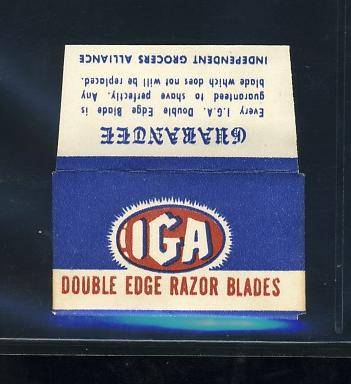 GUARANTEE
Every I.G.A. Double Edge Blade is
guaranteed to shave perfectly. Any
blade which does not will be replaced.
INDEPENDENT GROCERS ALLIANCE
IGA
DOUBLE EDGE RAZOR BLADES